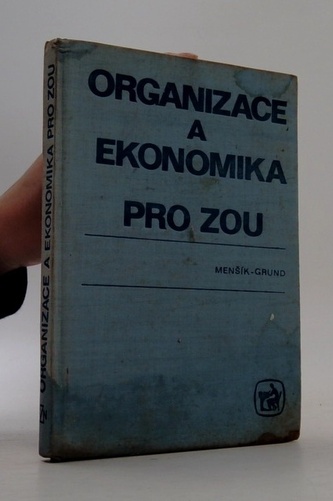 ORGANIZACE
A
EKONOMIKA
PRO ZOU
MENŠÍK-GRUND
ORGANIZACE A EKONOMIKA PRO ZOU